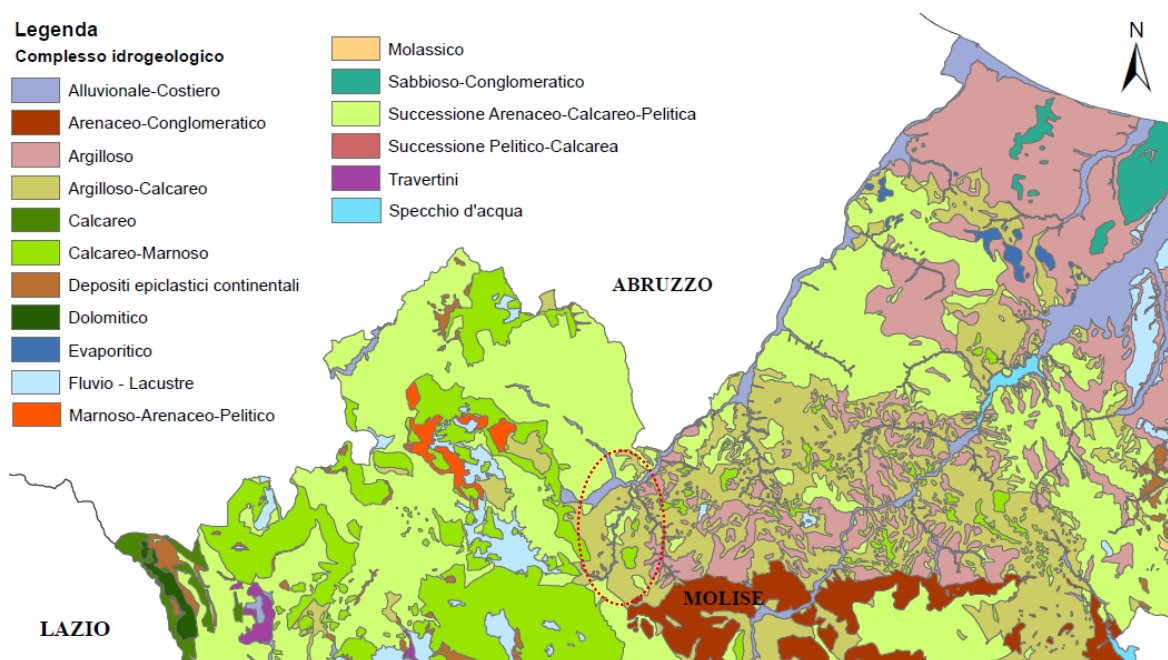 Legenda
Complesso idrogeologico
Alluvionale-Costiero
Arenaceo-Conglomeratico
Argilloso
Argilloso-Calcareo
Calcareo
Calcareo-Marnoso
Depositi epiclastici continentali
Dolomitico
Evaporitico
Fluvio - Lacustre
Marnoso-Arenaceo-Pelitico
Molassico
Sabbioso-Conglomeratico
Successione Arenaceo-Calcareo-Pelitica
Successione Pelitico-Calcarea
Travertini
Specchio d'acqua
N
ABRUZZO
MOLISE
LAZIO